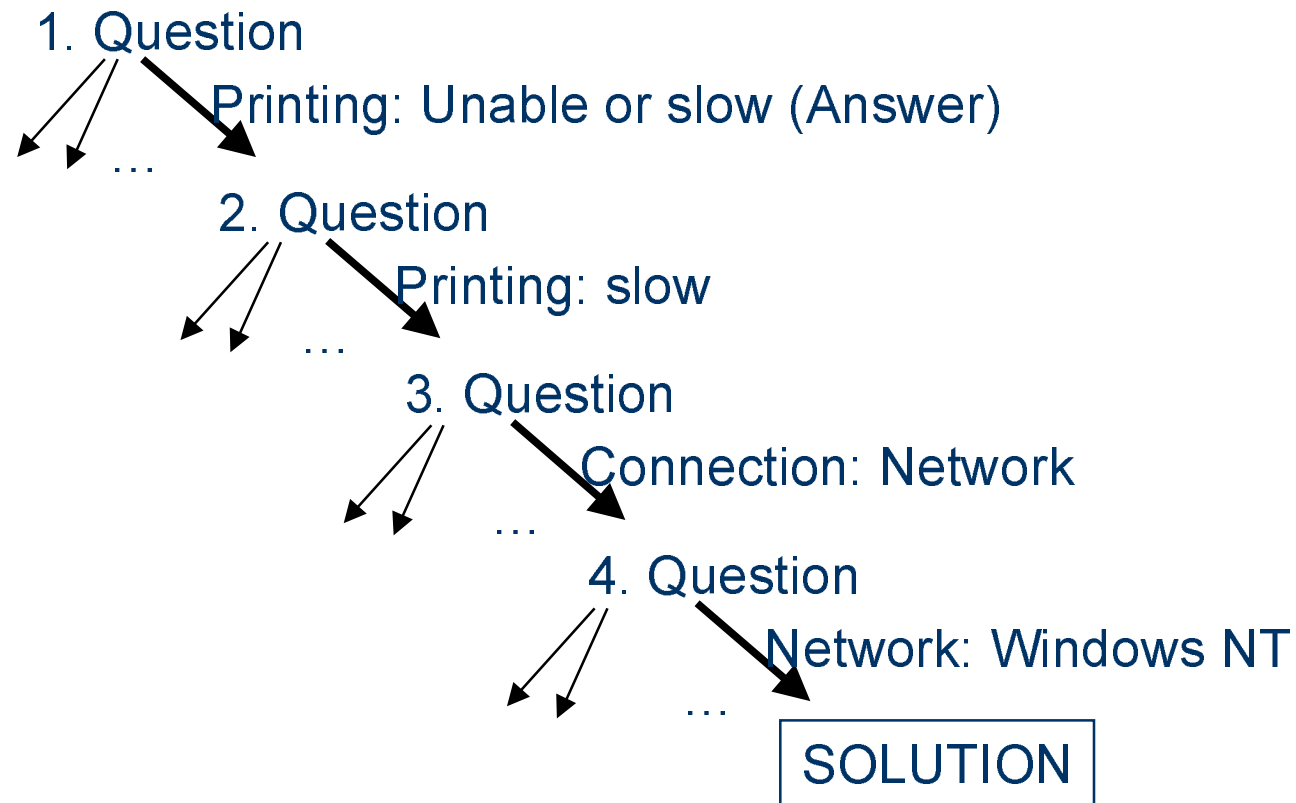 1. Question
Printing: Unable or slow (Answer)
...
2. Question
Printing: slow
...
3. Question
Connection: Network
...
4. Question
Network: Windows NT
...
SOLUTION